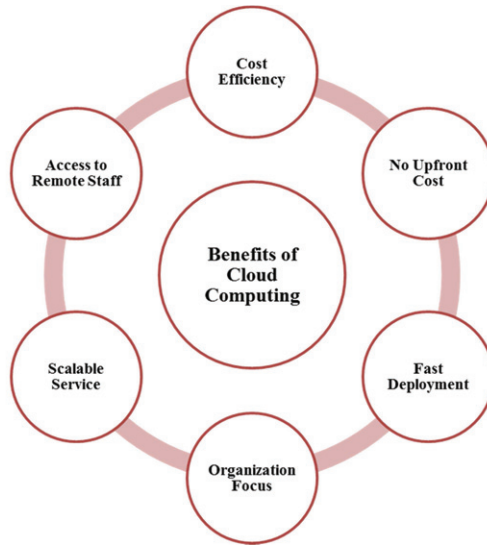 Cost
Efficiency
No Upfront
Cost
Fast
Deployment
Organization
Focus
Scalable
Service
Access to
Remote Staff
Benefits of
Cloud
Computing